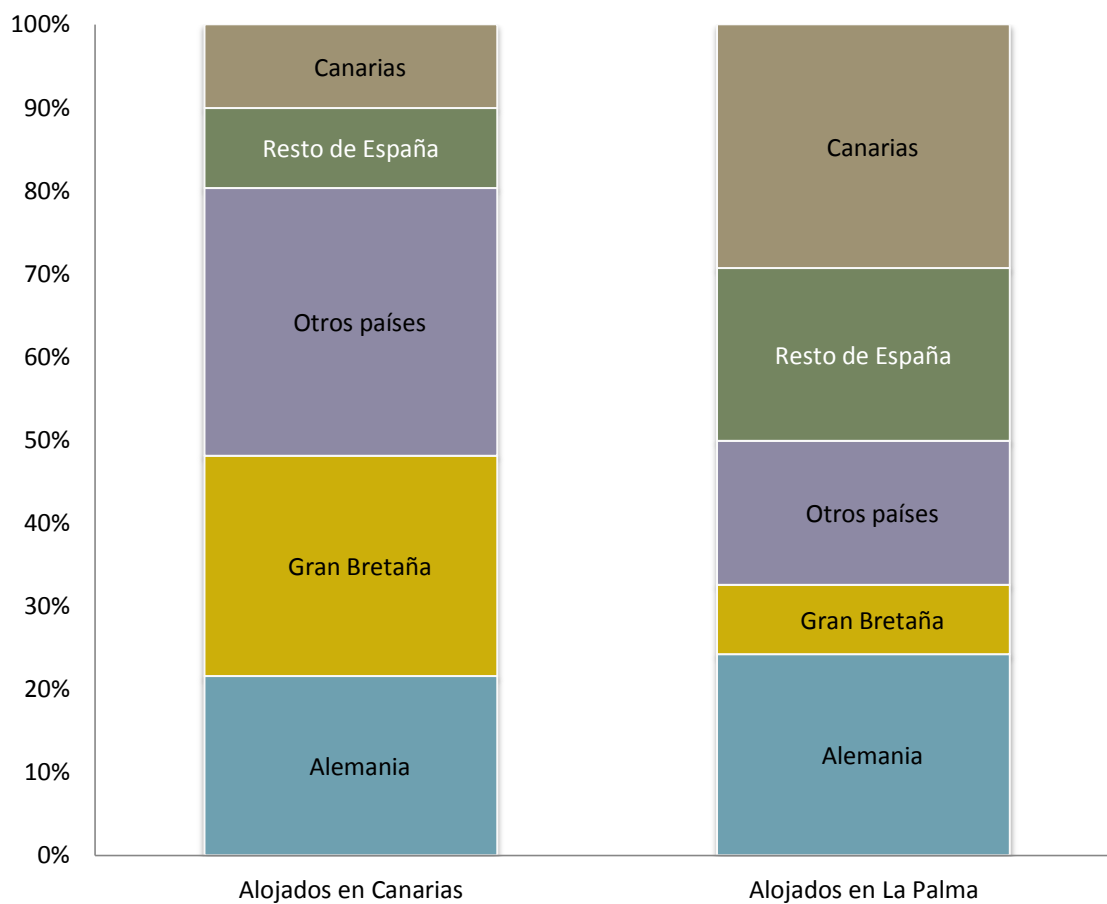 100%
90%
80%
70%
60%
50%
40%
30%
20%
10%
0%
Canarias
Resto de España
Otros países
Gran Bretaña
Alemania
Canarias
Resto de España
Otros países
Gran Bretaña
Alemania
Alojados en Canarias
Alojados en La Palma